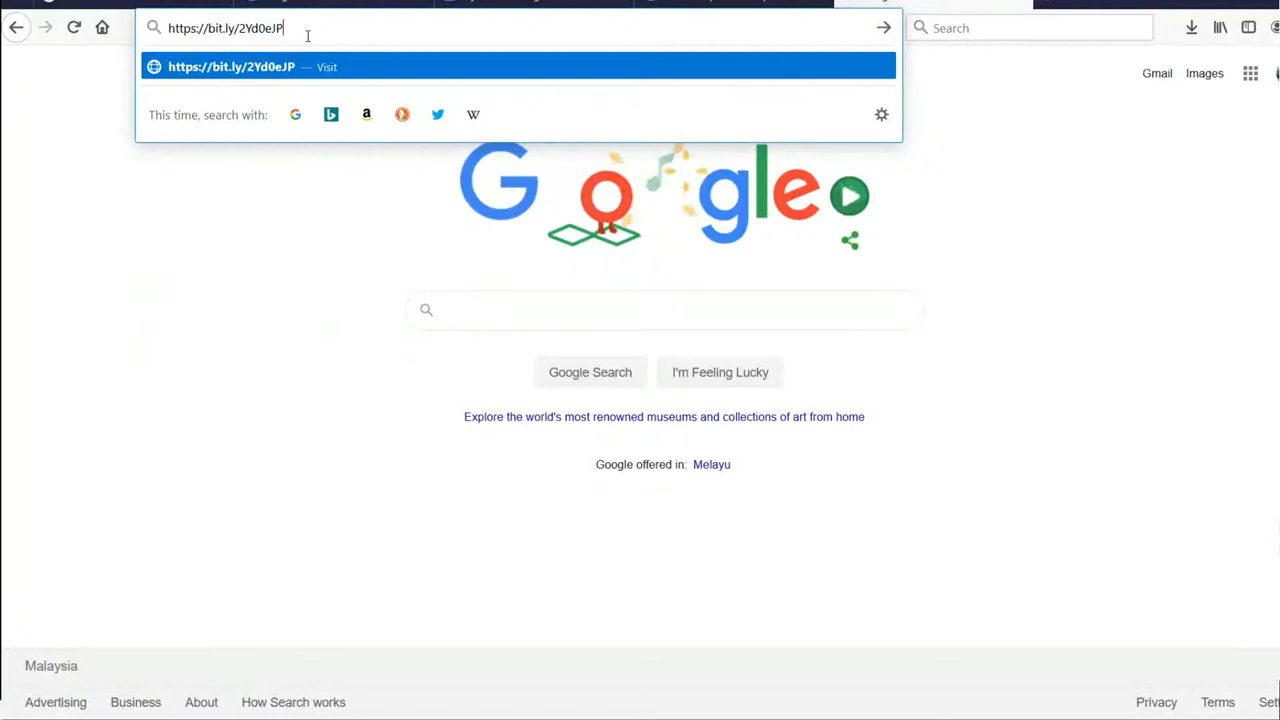 https://bit.ly/2Yd0eJP
Search
https://bit.ly/2Yd0eJP — Visit
Gmail Images
This time, search with:
Google
Google Search I'm Feeling Lucky
Explore the world's most renowned museums and collections of art from home
Google offered in: Melayu
Malaysia
Advertising Business About How Search works
Privacy Terms